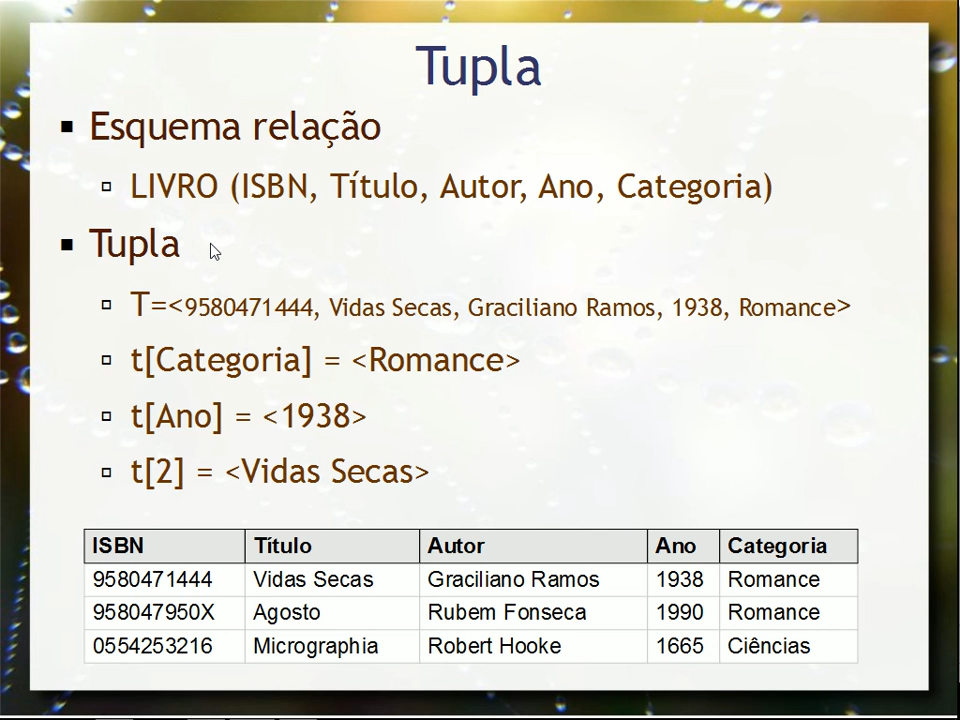 Tupla
Esquema relação
LIVRO (ISBN, Título, Autor, Ano, Categoria)
Tupla
T=<9580471444, Vidas Secas, Graciliano Ramos, 1938, Romance>
t[Categoria] = <Romance>
t[Ano] = <1938>
t[2] = <Vidas Secas>
ISBN Título Autor Ano Categoria
9580471444 Vidas Secas Graciliano Ramos 1938 Romance
958047950X Agosto Rubem Fonseca 1990 Romance
0554253216 Micrographia Robert Hooke 1665 Ciências